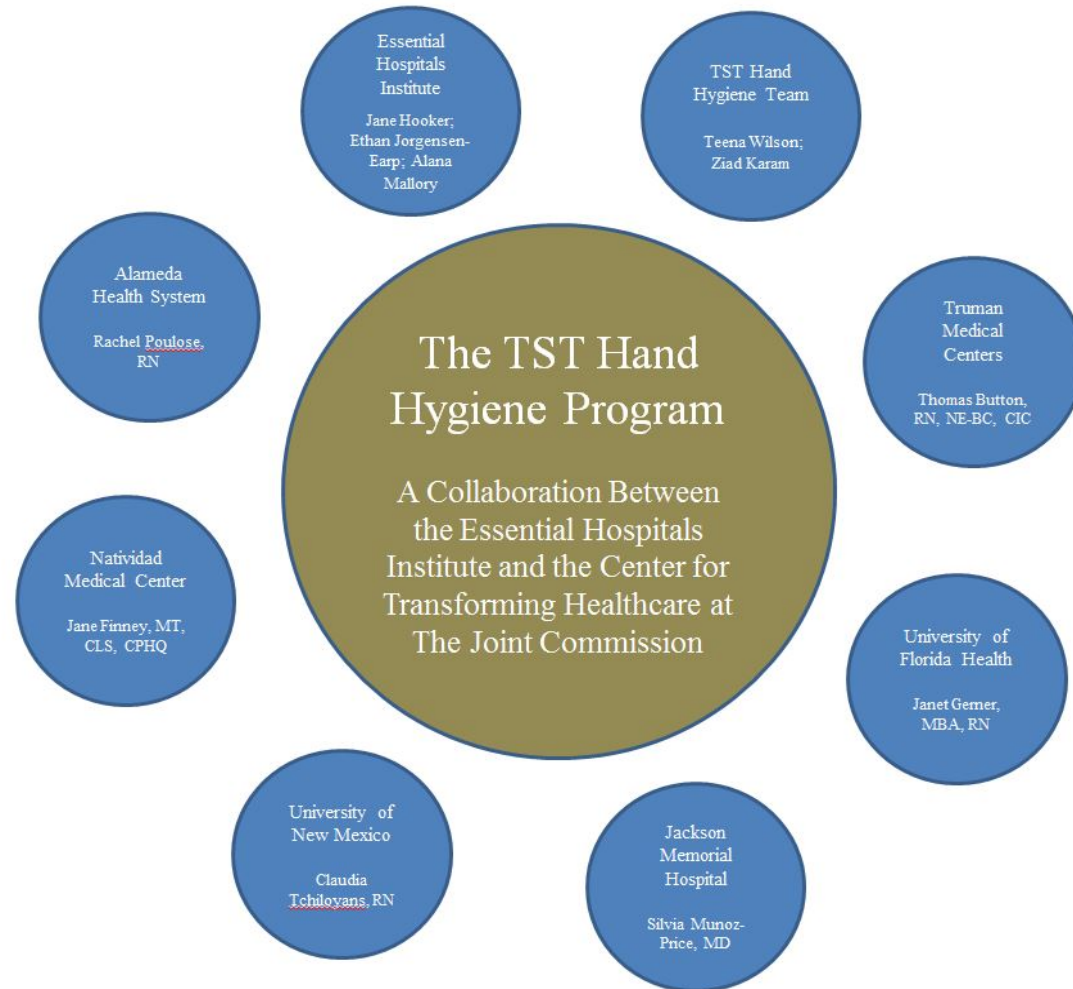 Essential
Hospitals
Institute
Jane Hooker;
Ethan Jorgensen-
Earp; Alana
Mallory
TST Hand
Hygiene Team
Teena Wilson;
Ziad Karam
Alameda
Health System
Rachel Poulose,
RN
Truman
Medical
Centers
Thomas Button,
RN, NE-BC, CIC
The TST Hand
Hygiene Program
A Collaboration Between
the Essential Hospitals
Institute and the Center for
Transforming Healthcare at
The Joint Commission
Natividad
Medical Center
Jane Finney, MT,
CLS, CPHQ
University of
Florida Health
Janet Gerner,
MBA, RN
University of
New Mexico
Claudia
Tchiloyans, RN
Jackson
Memorial
Hospital
Silvia Munoz-
Price, MD